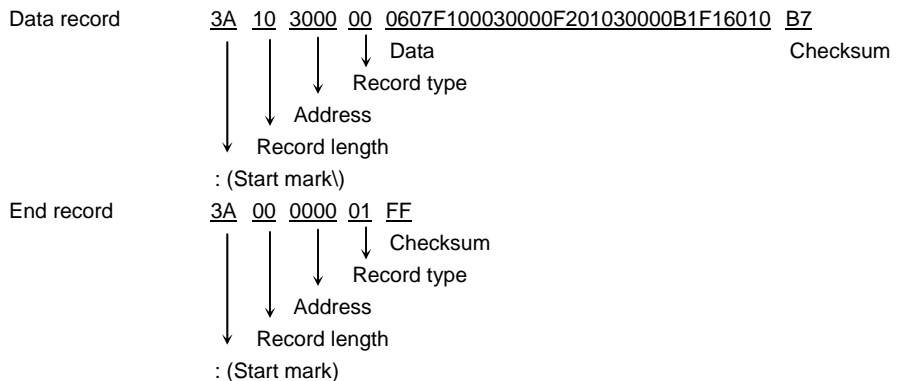 Data record 3A 10 3000 00 0607F100030000F201030000B1F16010 B7
Data Checksum
Record type
Address
Record length
: (Start mark\)
End record 3A 00 0000 01 FF
Checksum
Record type
Address
Record length
: (Start mark)